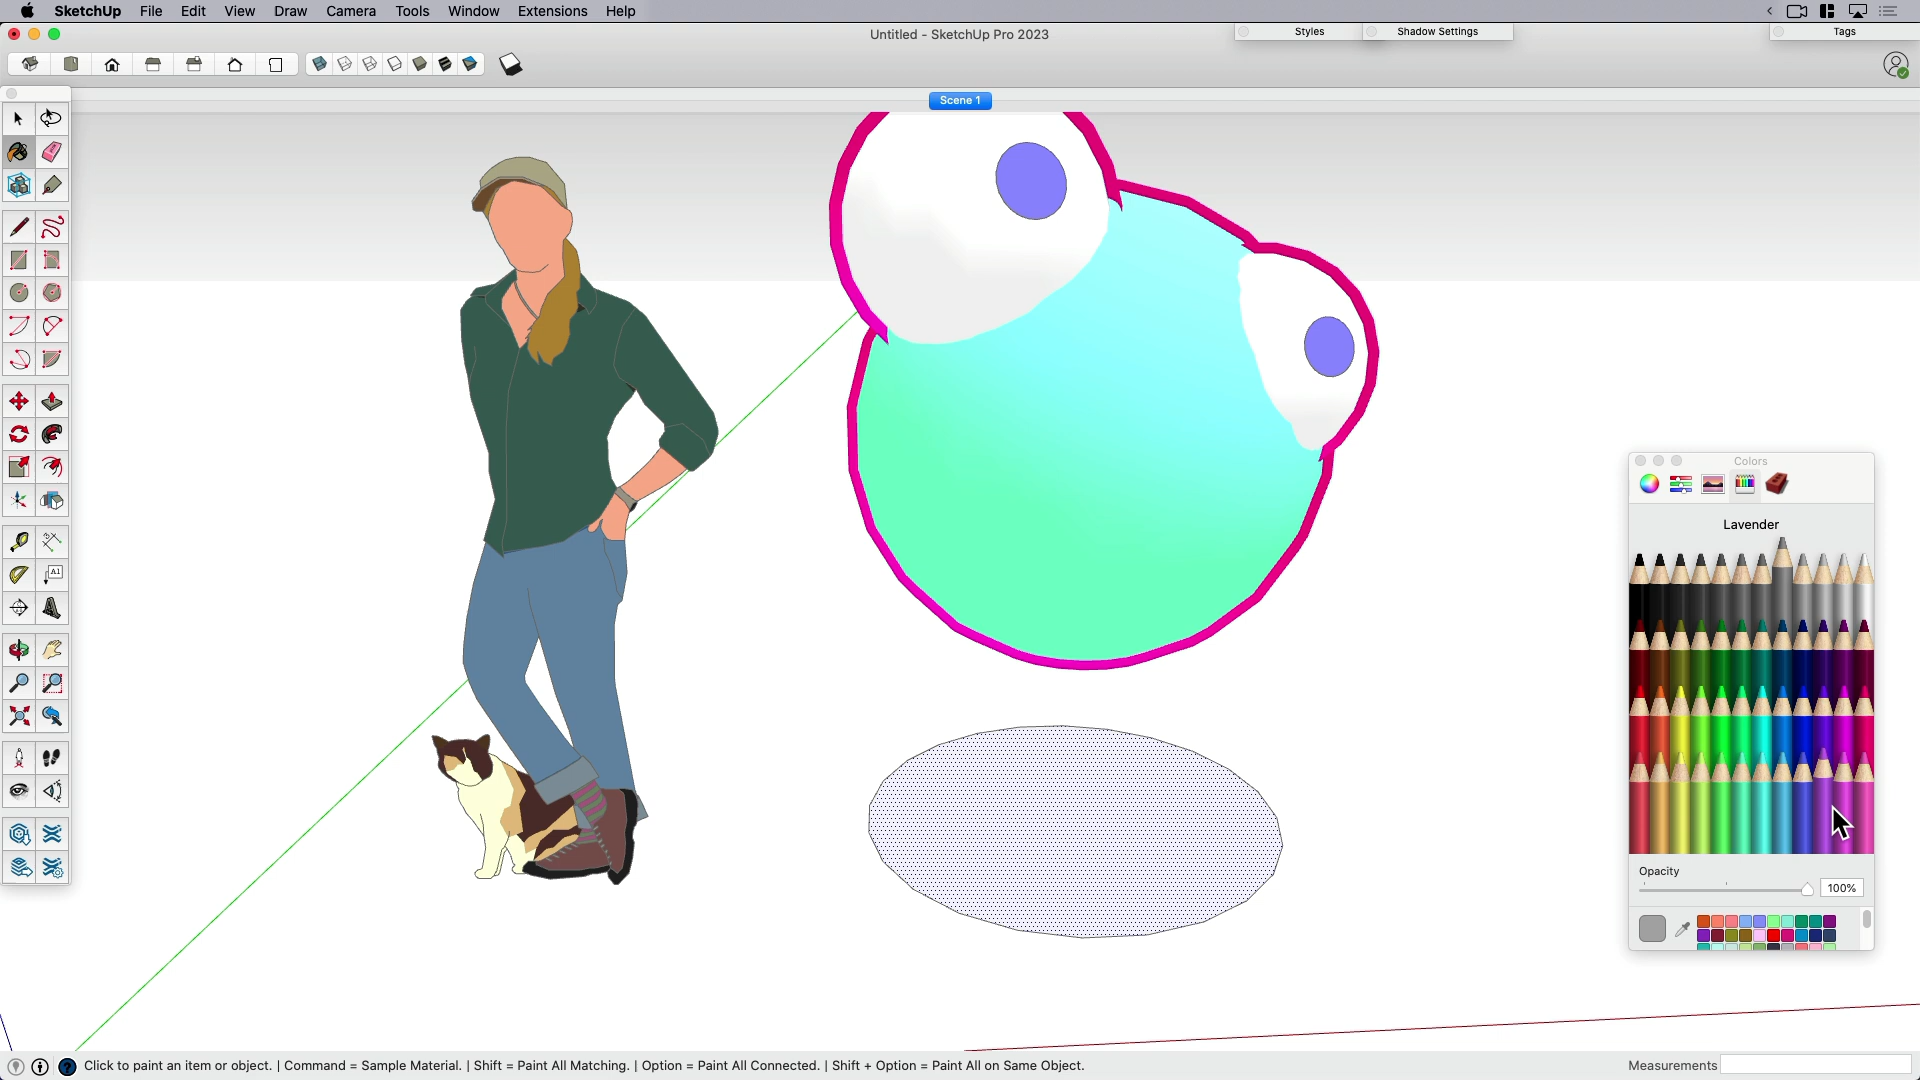 SketchUp File Edit View Draw Camera Tools Window Extensions Help
Untitled - SketchUp Pro 2023
Styles
Shadow Settings
Tags
Scene 1
A1
Colors
Lavender
Opacity
100%
Click to paint an item or object. | Command = Sample Material. | Shift = Paint All Matching. | Option = Paint All Connected. | Shift + Option = Paint All on Same Object.
Measurements